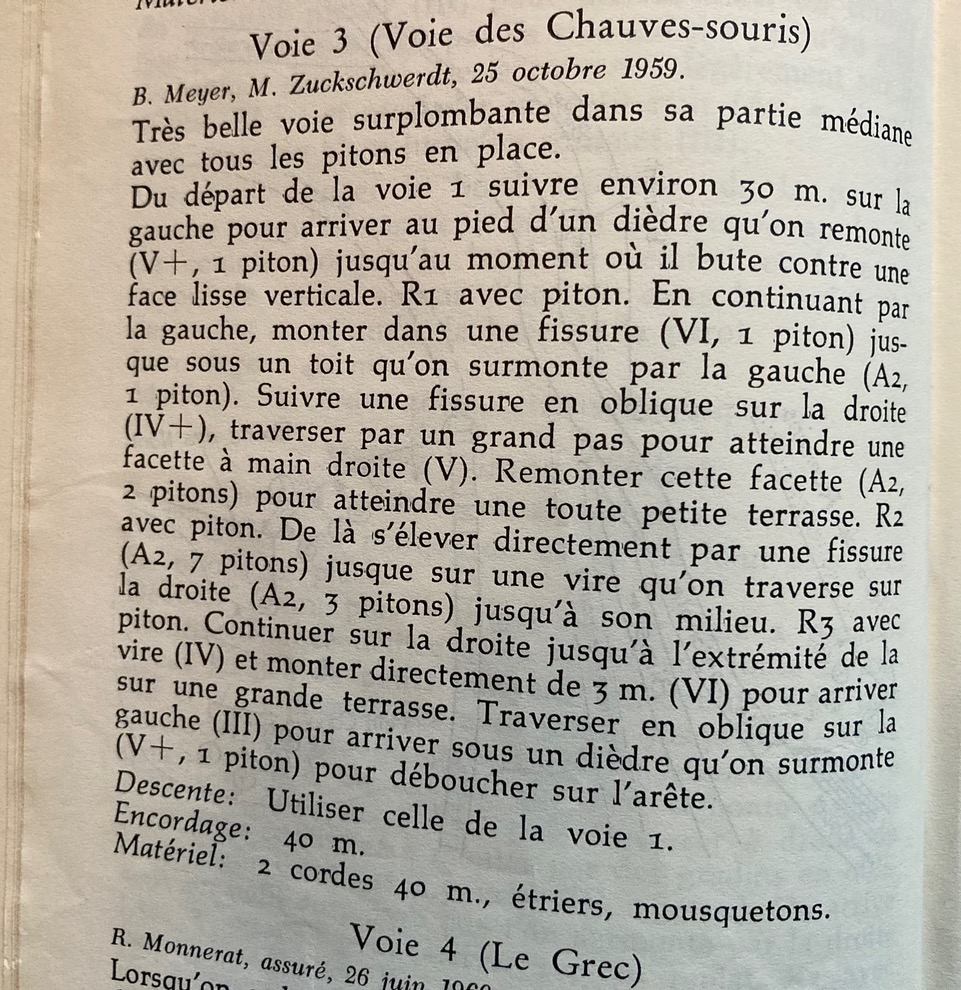 Voie 3 (Voie des Chauves-souris)
B. Meyer, M. Zuckschwerdt, 25 octobre 1959.
Très belle voie surplombante dans sa partie médiane
avec tous les pitons en place.
Du départ de la voie 1 suivre environ 30 m. sur la
gauche pour arriver au pied d'un dièdre qu'on remonte
(V+, 1 piton) jusqu'au moment où il bute contre une
face lisse verticale. R1 avec piton. En continuant par
la gauche, monter dans une fissure (VI, 1 piton) jus-
que sous un toit qu'on surmonte par la gauche (A2,
1 piton). Suivre une fissure en oblique sur la droite
(IV+), traverser par un grand pas pour atteindre une
facette à main droite (V). Remonter cette facette (A2,
2 pitons) pour atteindre une toute petite terrasse. R2
avec piton. De là s'élever directement par une fissure
(A2, 7 pitons) jusque sur une vire qu'on traverse sur
la droite (A2, 3 pitons) jusqu'à son milieu. R3 avec
piton. Continuer sur la droite jusqu'à l'extrémité de la
vire (IV) et monter directement de 3 m. (VI) pour arriver
sur une grande terrasse. Traverser en oblique sur la
gauche (III) pour arriver sous un dièdre qu'on surmonte
(V+, 1 piton) pour déboucher sur l'arête.
Descente: Utiliser celle de la voie 1.
Encordage: 40 m.
Matériel: 2 cordes 40 m., étriers, mousquetons.
Voie 4 (Le Grec)
R. Monnerat, assuré, 26 juin
Lorsqu'on